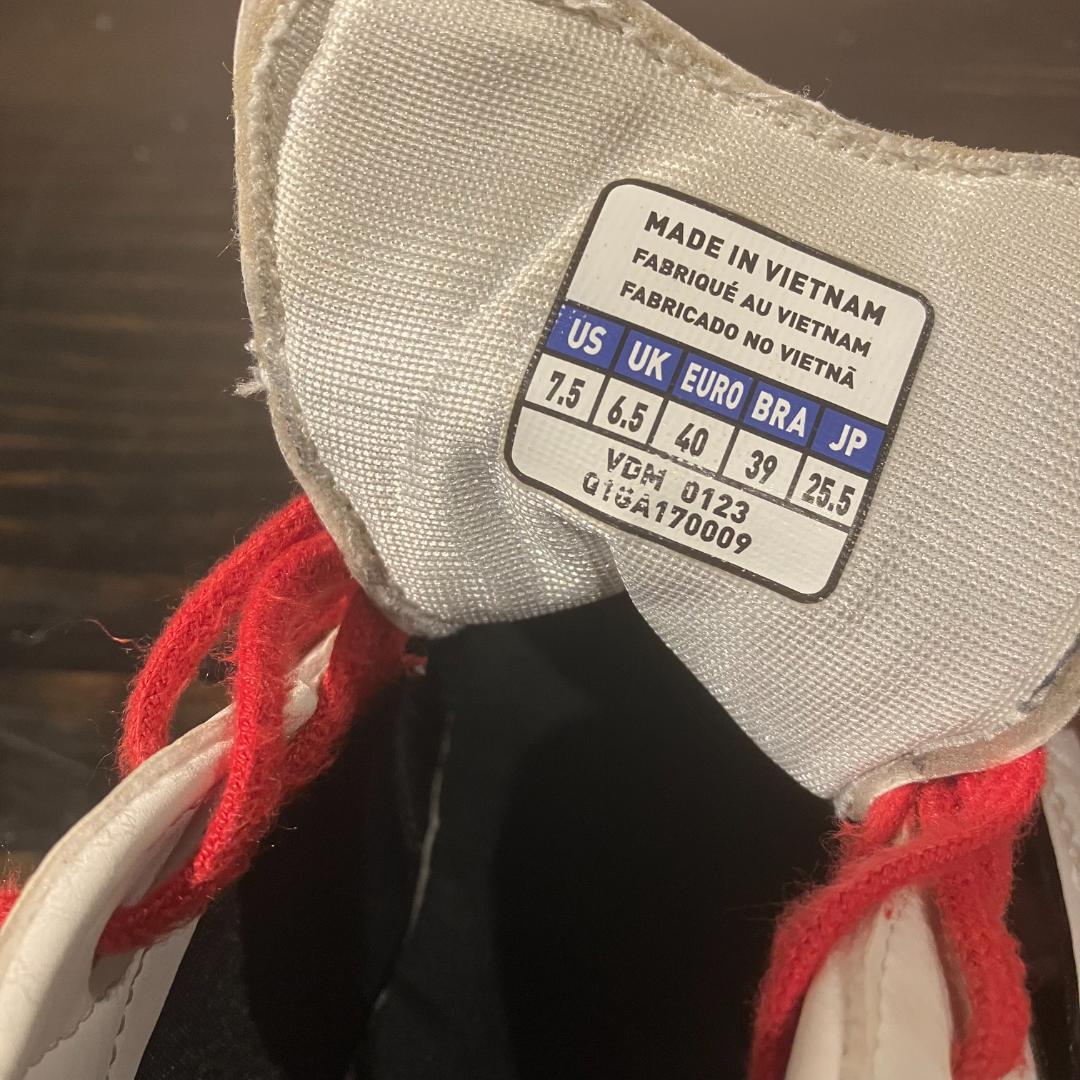 MADE IN VIETNAM
FABRIQUÉ AU VIETNAM
FABRICADO NO VIETNÃ
US UK EURO BRA JP
7.5 6.5 40 39 25.5
VDM 0123
Q1GA170009